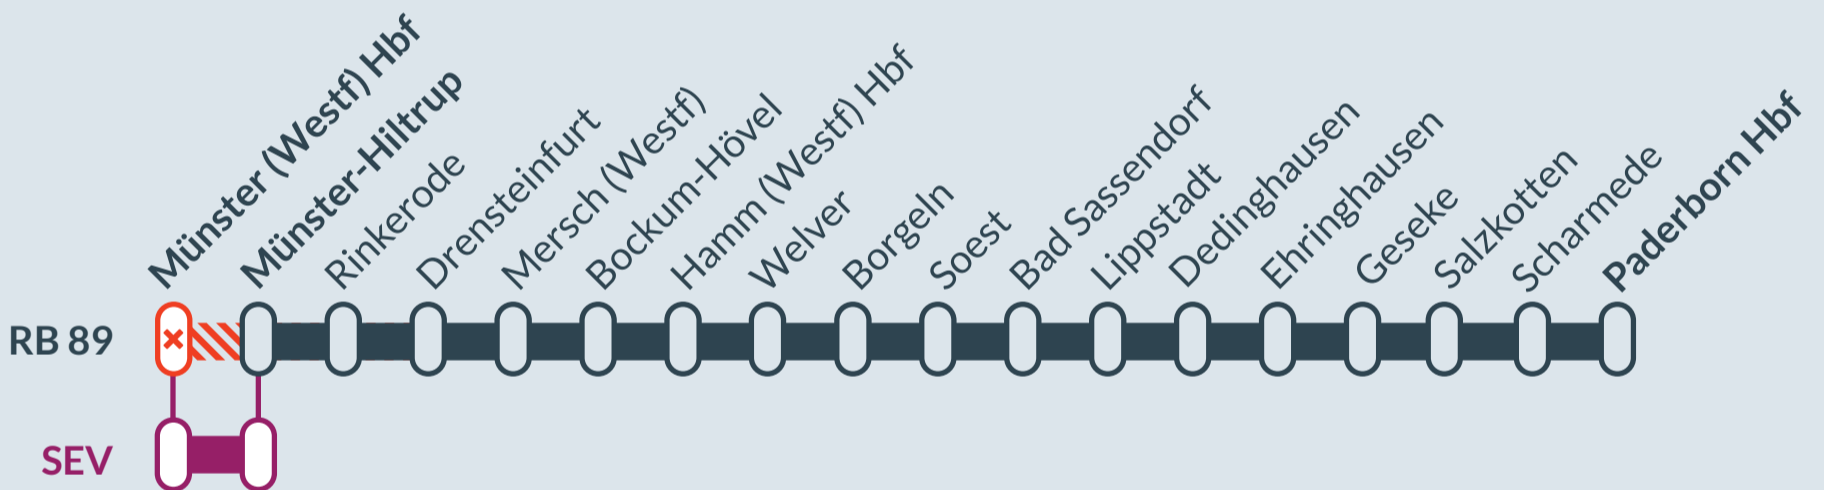 Münster (Westf) Hbf
Münster-Hiltrup
Rinkerode
Drensteinfurt
Mersch (Westf)
Bockum-Hövel
Hamm (Westf) Hbf
Welver
Borgeln
Soest
Bad Sassendorf
Lippstadt
Dedinghausen
Ehringhausen
Geseke
Salzkotten
Scharmede
Paderborn Hbf
RB 89
SEV